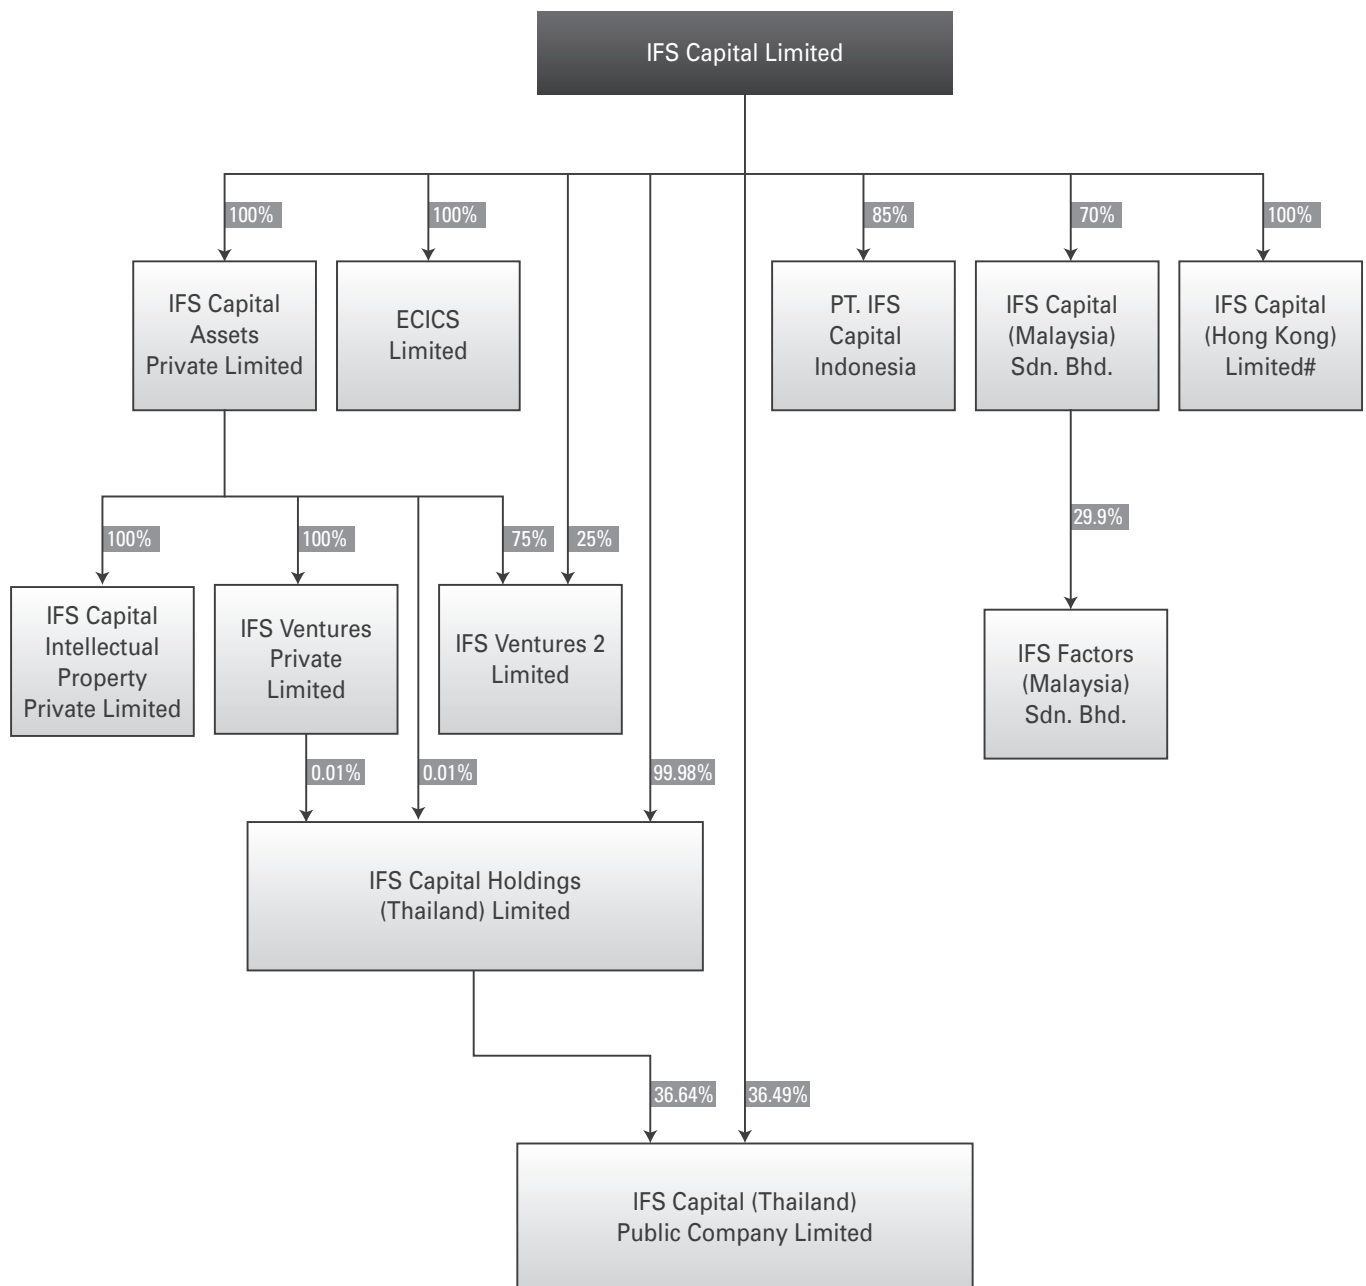 IFS Capital Limited
100%
100%
85%
70%
100%
IFS Capital
Assets
Private Limited
ECICS
Limited
PT. IFS
Capital
Indonesia
IFS Capital
(Malaysia)
Sdn. Bhd.
IFS Capital
(Hong Kong)
Limited#
100%
100%
75%
25%
29.9%
IFS Capital
Intellectual
Property
Private Limited
IFS Ventures
Private
Limited
IFS Ventures 2
Limited
IFS Factors
(Malaysia)
Sdn. Bhd.
0.01%
0.01%
99.98%
IFS Capital Holdings
(Thailand) Limited
36.64%
36.49%
IFS Capital (Thailand)
Public Company Limited